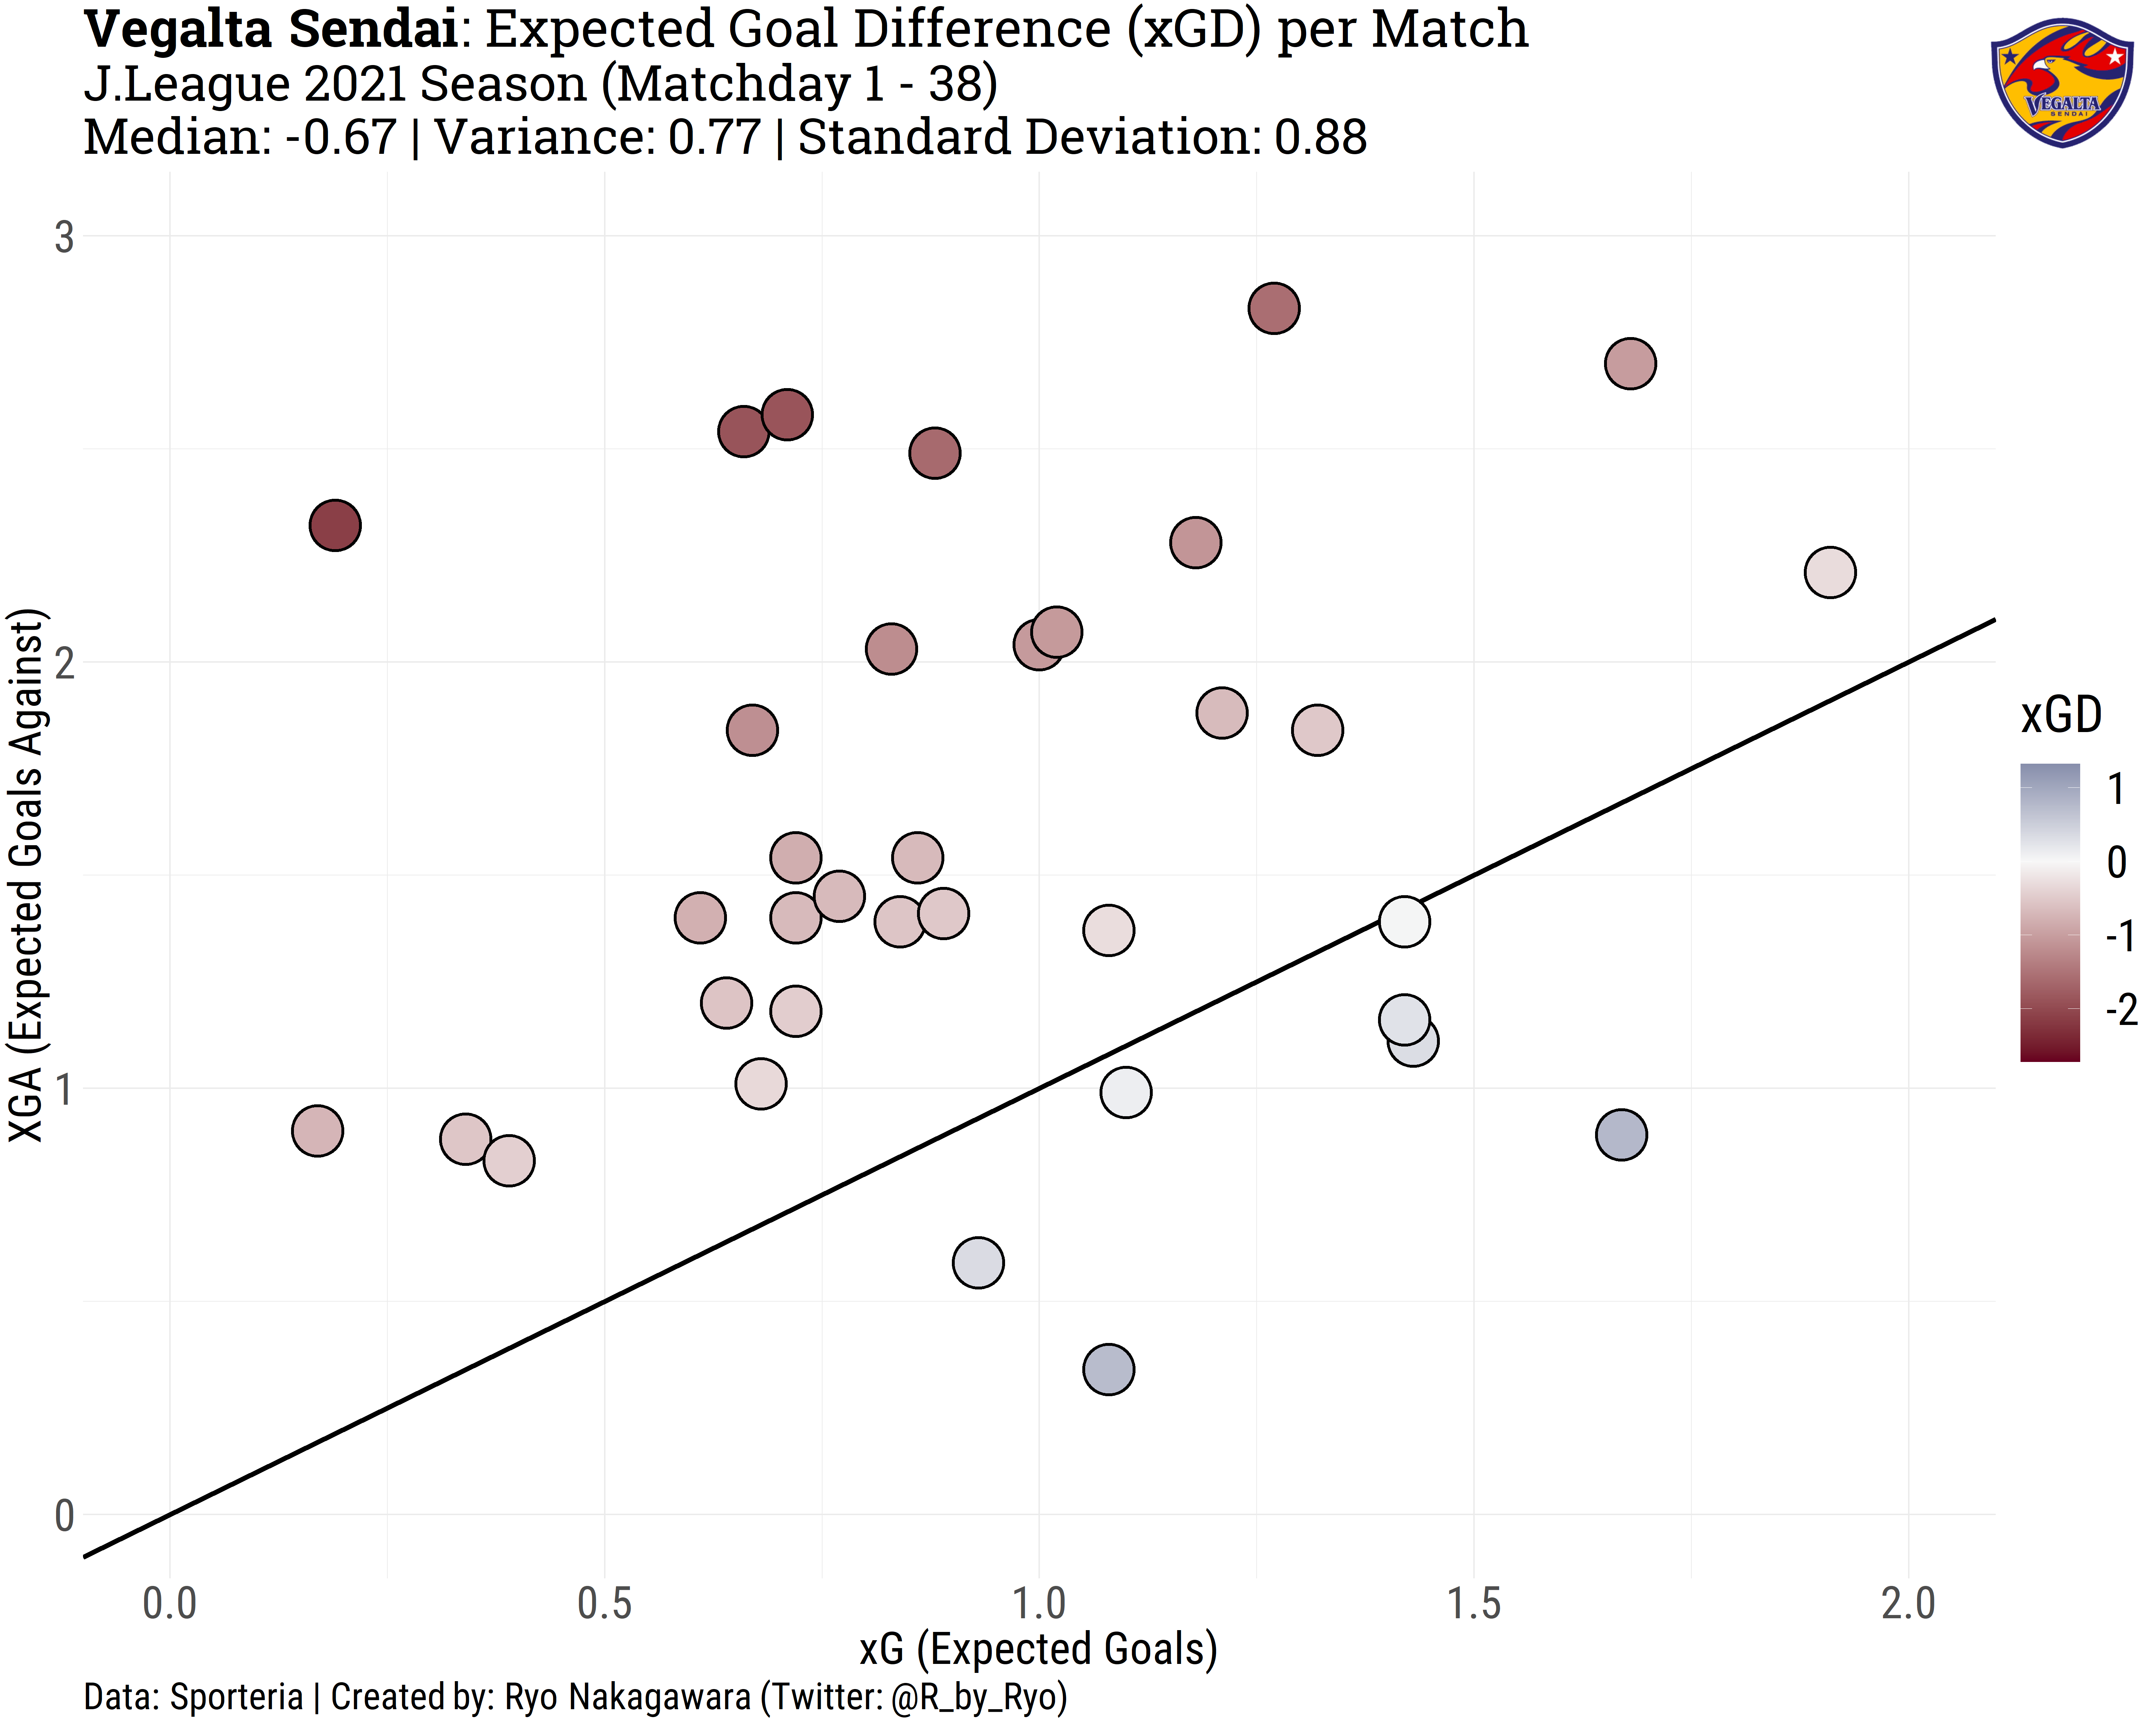 Vegalta Sendai: Expected Goal Difference (xGD) per Match
J.League 2021 Season (Matchday 1 - 38)
Median: -0.67 | Variance: 0.77 | Standard Deviation: 0.88
VEGALTA
SENDAI
XGA (Expected Goals Against)
3
2
1
0
0.0
0.5
1.0
1.5
2.0
xG (Expected Goals)
xGD
1
0
-1
-2
Data: Sporteria | Created by: Ryo Nakagawara (Twitter: @R_by_Ryo)